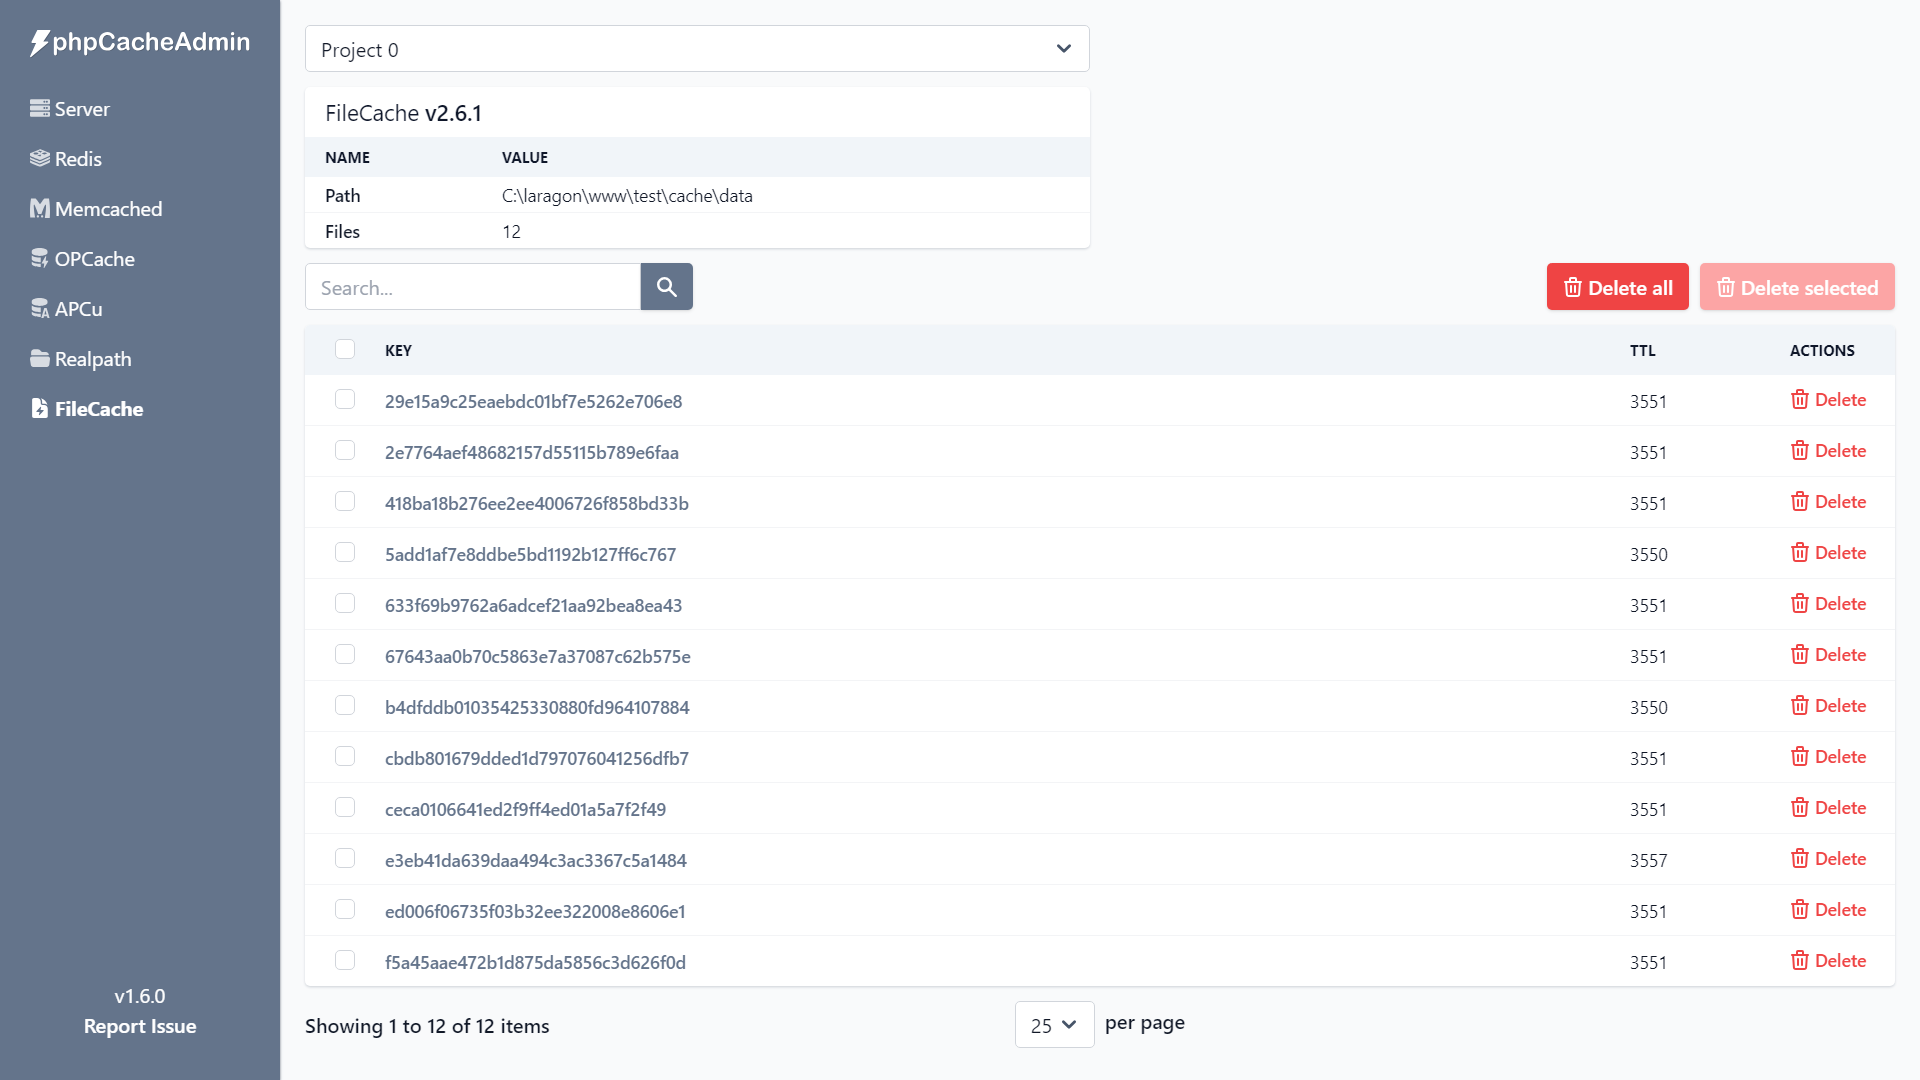 phpCacheAdmin
Server
Redis
Memcached
OPCache
APCu
Realpath
FileCache
v1.6.0
Report Issue
Project 0
FileCache v2.6.1
NAME VALUE
Path C:\laragon\www\test\cache\data
Files 12
Search...
Delete all Delete selected
KEY TTL ACTIONS
29e15a9c25eaebdc01bf7e5262e706e8 3551 Delete
2e7764aef48682157d55115b789e6faa 3551 Delete
418ba18b276ee2ee4006726f858bd33b 3551 Delete
5add1af7e8ddbe5bd1192b127ff6c767 3550 Delete
633f69b9762a6adcef21aa92bea8ea43 3551 Delete
67643aa0b70c5863e7a37087c62b575e 3551 Delete
b4dfddb01035425330880fd964107884 3550 Delete
cbdb801679dded1d797076041256dfb7 3551 Delete
ceca0106641ed2f9ff4ed01a5a7f2f49 3551 Delete
e3eb41da639daa494c3ac3367c5a1484 3557 Delete
ed006f06735f03b32ee322008e8606e1 3551 Delete
f5a45aae472b1d875da5856c3d626f0d 3551 Delete
Showing 1 to 12 of 12 items 25 per page